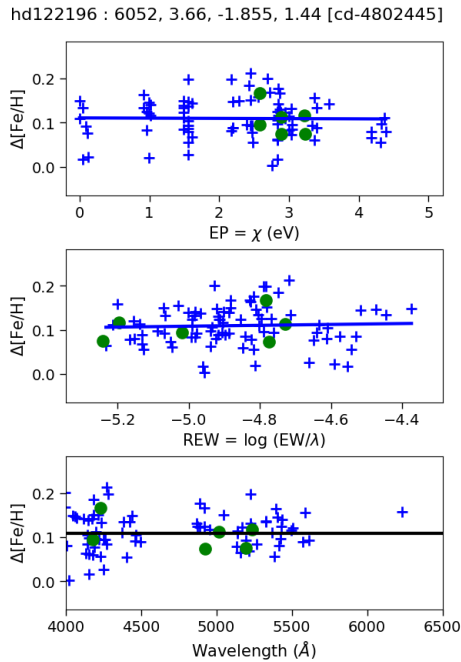 hd122196 : 6052, 3.66, -1.855, 1.44 [cd-4802445]
0.2
0.1
0.0
Δ[Fe/H]
0 1 2 3 4 5
EP = χ (eV)
0.2
0.1
0.0
Δ[Fe/H]
−5.2 −5.0 −4.8 −4.6 −4.4
REW = log (EW/λ)
0.2
0.1
0.0
Δ[Fe/H]
4000 4500 5000 5500 6000 6500
Wavelength (Å)